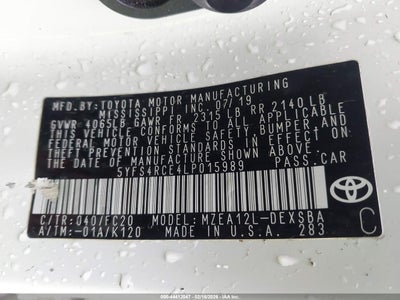 MFD. BY: TOYOTA MOTOR MANUFACTURING
MISSISSIPPI INC. 07/19
GVWR 4065LB GAWR FR 2315 LB RR 2140 LB
THIS VEHICLE CONFORMS TO ALL APPLICABLE
FEDERAL MOTOR VEHICLE SAFETY, BUMPER AND
THEFT PREVENTION STANDARDS IN EFFECT ON
THE DATE OF MANUFACTURE SHOWN ABOVE.
5YFS4RCE4LP015989 PASS.CAR
TOYOTA
C/TR:040/FC20 MODEL:MZEA12L-DEXSBA
A/TM:-01A/K120 MADE IN U.S.A. 283
C